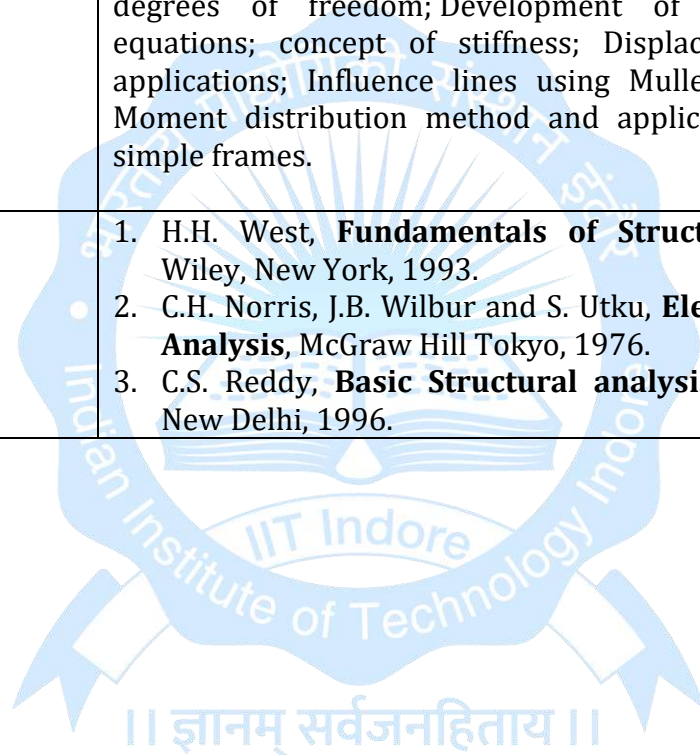 degrees of freedom; Development of
equations; concept of stiffness; Displac
applications; Influence lines using Mulle
Moment distribution method and applic
simple frames.
1. H.H. West, Fundamentals of Struct
Wiley, New York, 1993.
2. C.H. Norris, J.B. Wilbur and S. Utku, Ele
Analysis, McGraw Hill Tokyo, 1976.
3. C.S. Reddy, Basic Structural analysi
New Delhi, 1996.
भारतीय प्रौद्योगिकी संस्थान इंदौर
Indian Institute of Technology Indore
IIT Indore
।। ज्ञानम् सर्वजनहिताय ।।